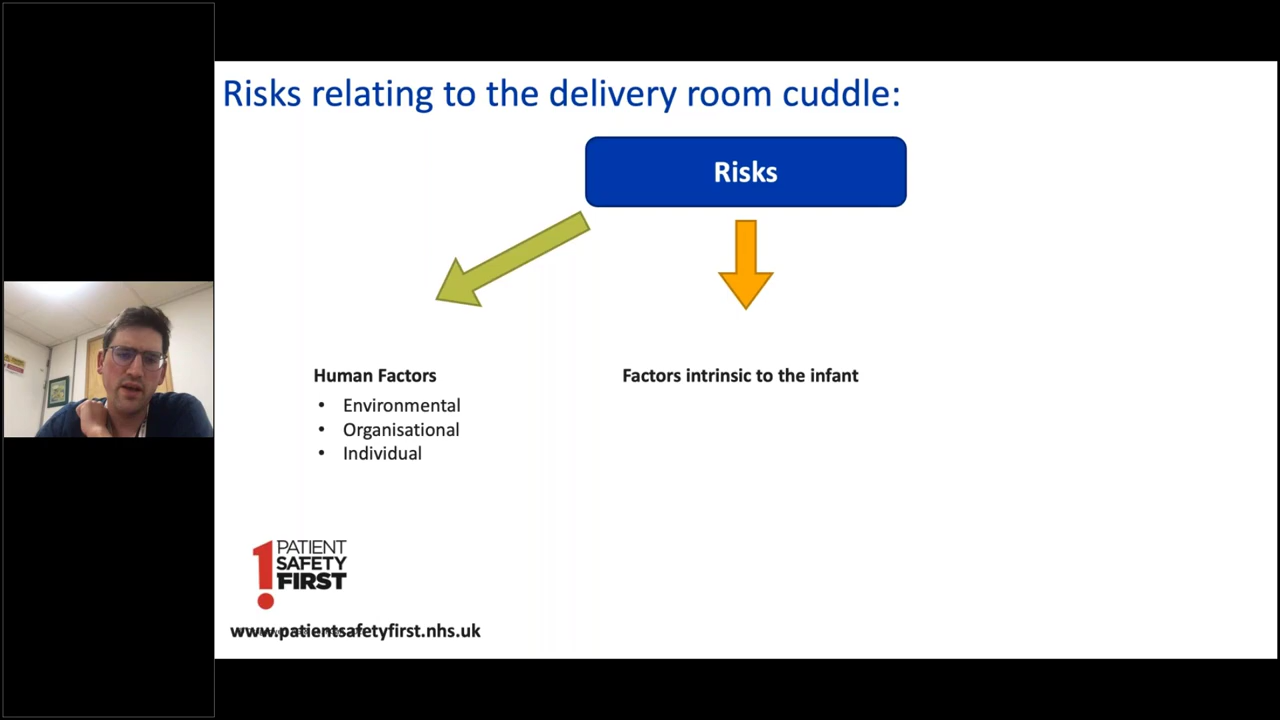 Risks relating to the delivery room cuddle:
Risks
Human Factors
• Environmental
• Organisational
• Individual
Factors intrinsic to the infant
PATIENT
SAFETY
FIRST
www.patientsafetyfirst.nhs.uk